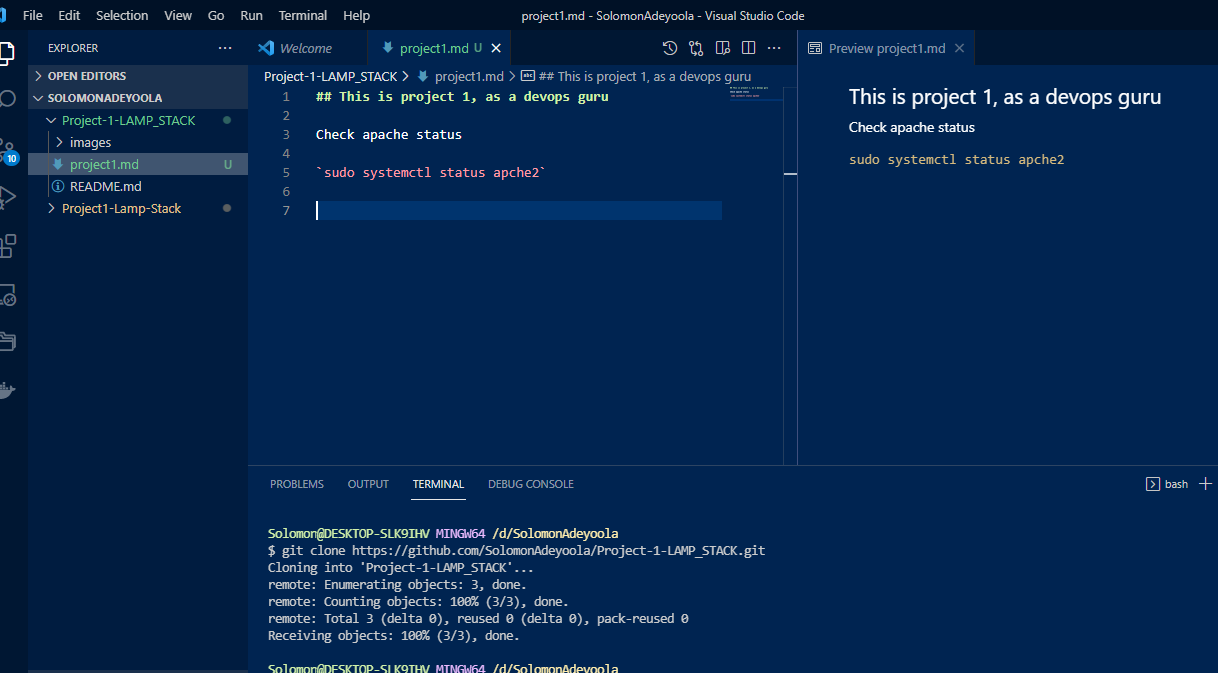 File Edit Selection View Go Run Terminal Help project1.md - SolomonAdeyoola - Visual Studio Code
EXPLORER
OPEN EDITORS
SOLOMONADEYOOLA
Project-1-LAMP_STACK
images
project1.md U
README.md
Project1-Lamp-Stack
10
Welcome project1.md U
Project-1-LAMP_STACK > project1.md > ## This is project 1, as a devops guru
1 ## This is project 1, as a devops guru
2
3 Check apache status
4
5 `sudo systemctl status apche2`
6
7
Preview project1.md
This is project 1, as a devops guru
Check apache status
sudo systemctl status apche2
PROBLEMS OUTPUT TERMINAL DEBUG CONSOLE bash
Solomon@DESKTOP-SLK9IHV MINGW64 /d/SolomonAdeyoola
$ git clone https://github.com/SolomonAdeyoola/Project-1-LAMP_STACK.git
Cloning into 'Project-1-LAMP_STACK'...
remote: Enumerating objects: 3, done.
remote: Counting objects: 100% (3/3), done.
remote: Total 3 (delta 0), reused 0 (delta 0), pack-reused 0
Receiving objects: 100% (3/3), done.
Solomon@DESKTOP-SLK9IHV MINGW64 /d/SolomonAdeyoola